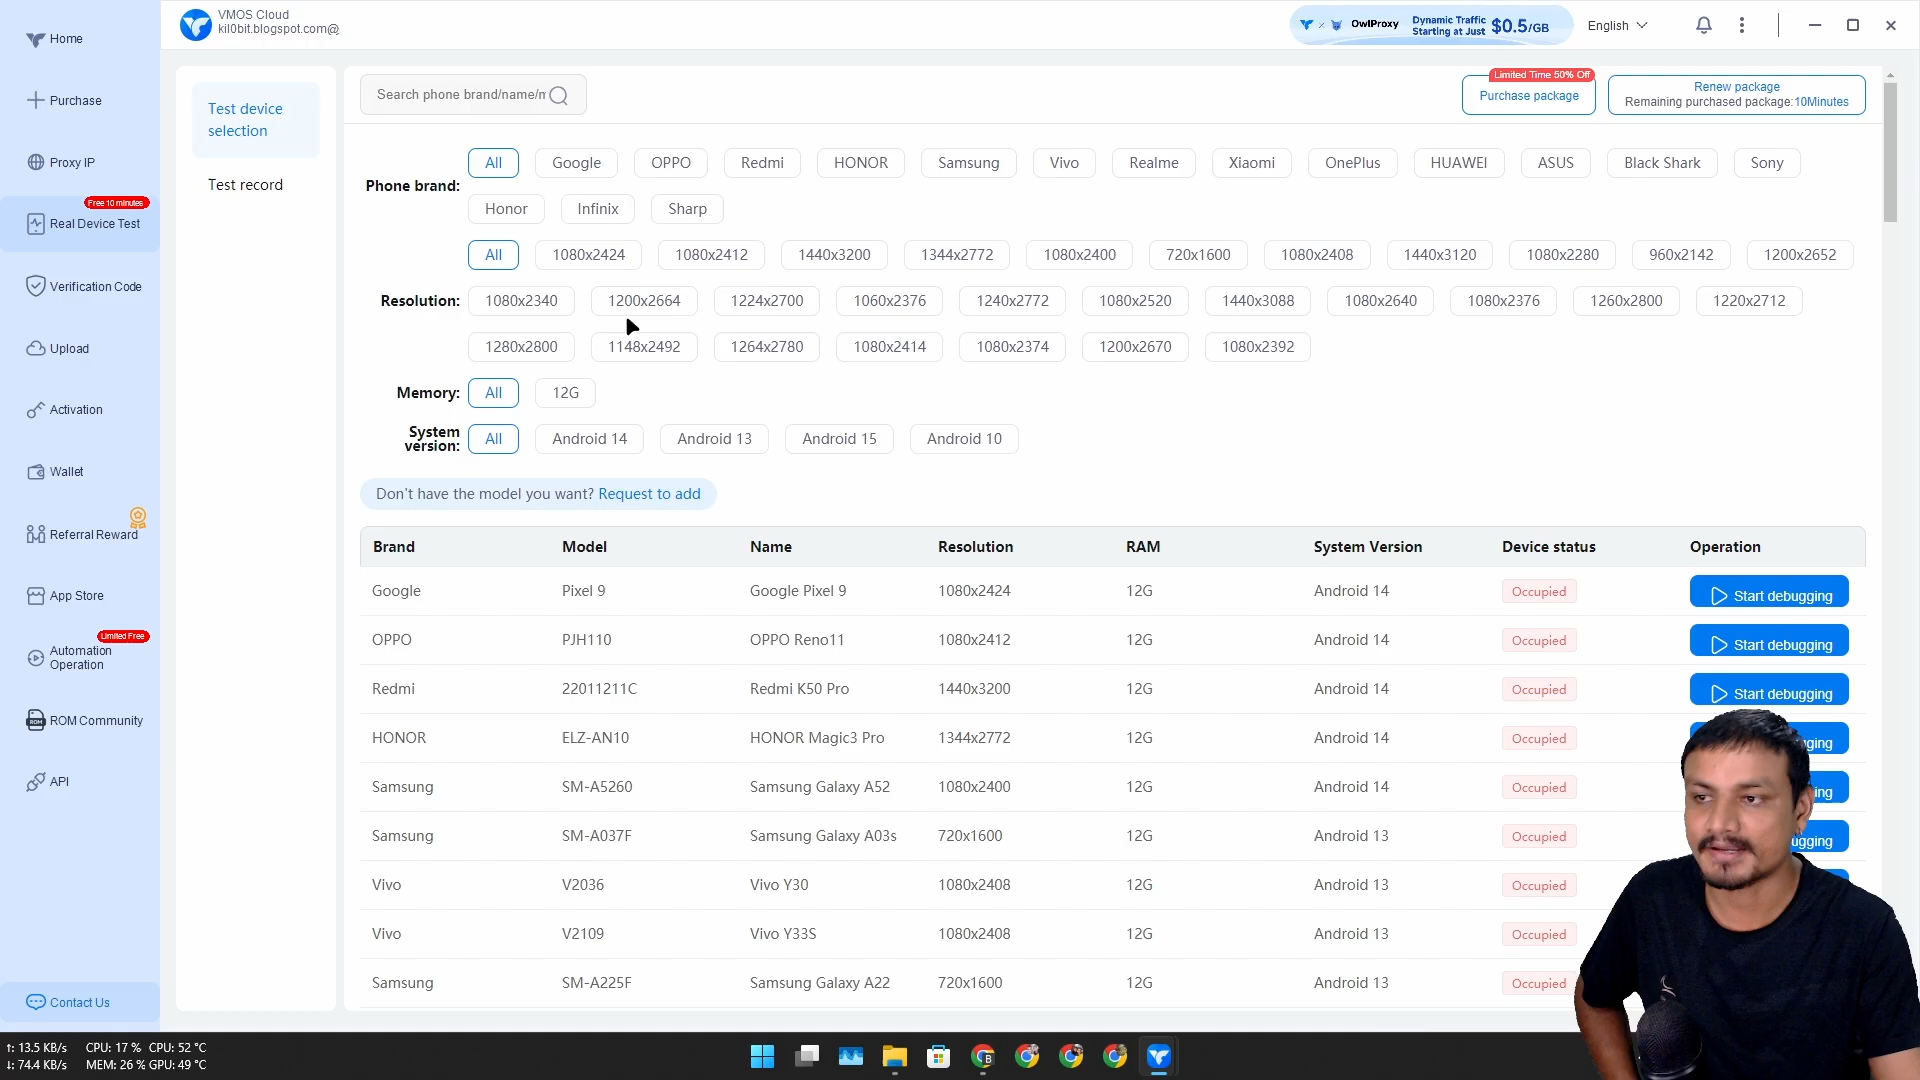 VMOS Cloud
kil0bit.blogspot.com@
OwlProxy
Dynamic Traffic
Starting at Just $0.5/GB
English
Home
Purchase
Proxy IP
Free 10 minutes
Real Device Test
Verification Code
Upload
Activation
Wallet
Referral Reward
App Store
Limited Free
Automation
Operation
ROM Community
API
Contact Us
Test device
selection
Test record
Search phone brand/name/m
Limited Time 50% Off
Purchase package
Renew package
Remaining purchased package:10Minutes
Phone brand:
All Google OPPO Redmi HONOR Samsung Vivo Realme Xiaomi OnePlus HUAWEI ASUS Black Shark Sony
Honor Infinix Sharp
Resolution:
All 1080x2424 1080x2412 1440x3200 1344x2772 1080x2400 720x1600 1080x2408 1440x3120 1080x2280 960x2142 1200x2652
1080x2340 1200x2664 1224x2700 1060x2376 1240x2772 1080x2520 1440x3088 1080x2640 1080x2376 1260x2800 1220x2712
1280x2800 1148x2492 1264x2780 1080x2414 1080x2374 1200x2670 1080x2392
Memory: All 12G
System
version:
All Android 14 Android 13 Android 15 Android 10
Don't have the model you want? Request to add
Brand Model Name Resolution RAM System Version Device status Operation
Google Pixel 9 Google Pixel 9 1080x2424 12G Android 14 Occupied Start debugging
OPPO PJH110 OPPO Reno11 1080x2412 12G Android 14 Occupied Start debugging
Redmi 22011211C Redmi K50 Pro 1440x3200 12G Android 14 Occupied Start debugging
HONOR ELZ-AN10 HONOR Magic3 Pro 1344x2772 12G Android 14 Occupied
Samsung SM-A5260 Samsung Galaxy A52 1080x2400 12G Android 14 Occupied
Samsung SM-A037F Samsung Galaxy A03s 720x1600 12G Android 13 Occupied
Vivo V2036 Vivo Y30 1080x2408 12G Android 13 Occupied
Vivo V2109 Vivo Y33S 1080x2408 12G Android 13 Occupied
Samsung SM-A225F Samsung Galaxy A22 720x1600 12G Android 13 Occupied
↑: 13.5 KB/s CPU: 17 % CPU: 52 °C
↓: 74.4 KB/s MEM: 26 % GPU: 49 °C